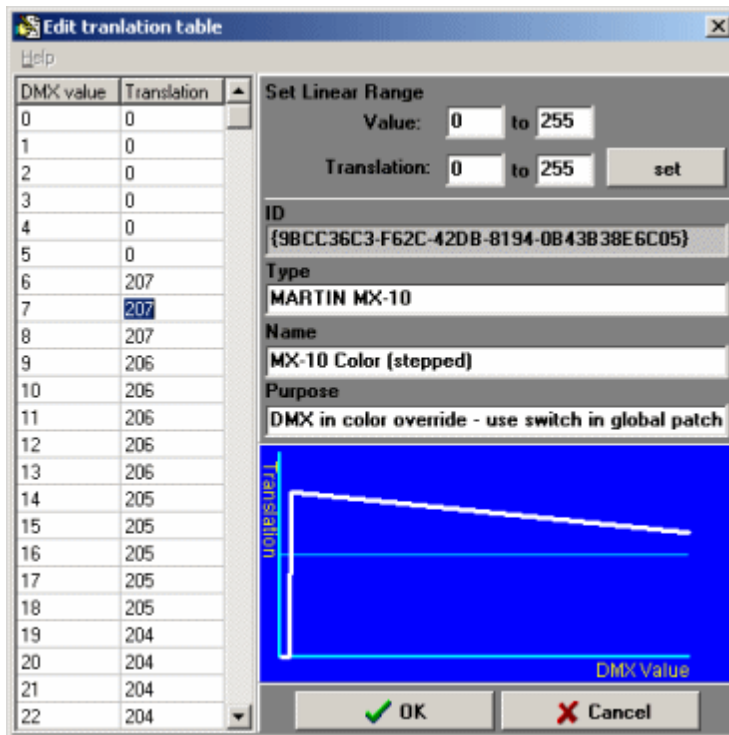 Edit tranlation table
Help
DMX value Translation
0 0
1 0
2 0
3 0
4 0
5 0
6 207
7 207
8 207
9 206
10 206
11 206
12 206
13 206
14 205
15 205
16 205
17 205
18 205
19 204
20 204
21 204
22 204
Set Linear Range
Value: 0 to 255
Translation: 0 to 255 set
ID
{9BCC36C3-F62C-42DB-8194-0B43B38E6C05}
Type
MARTIN MX-10
Name
MX-10 Color (stepped)
Purpose
DMX in color override - use switch in global patch
Translation
DMX Value
OK Cancel